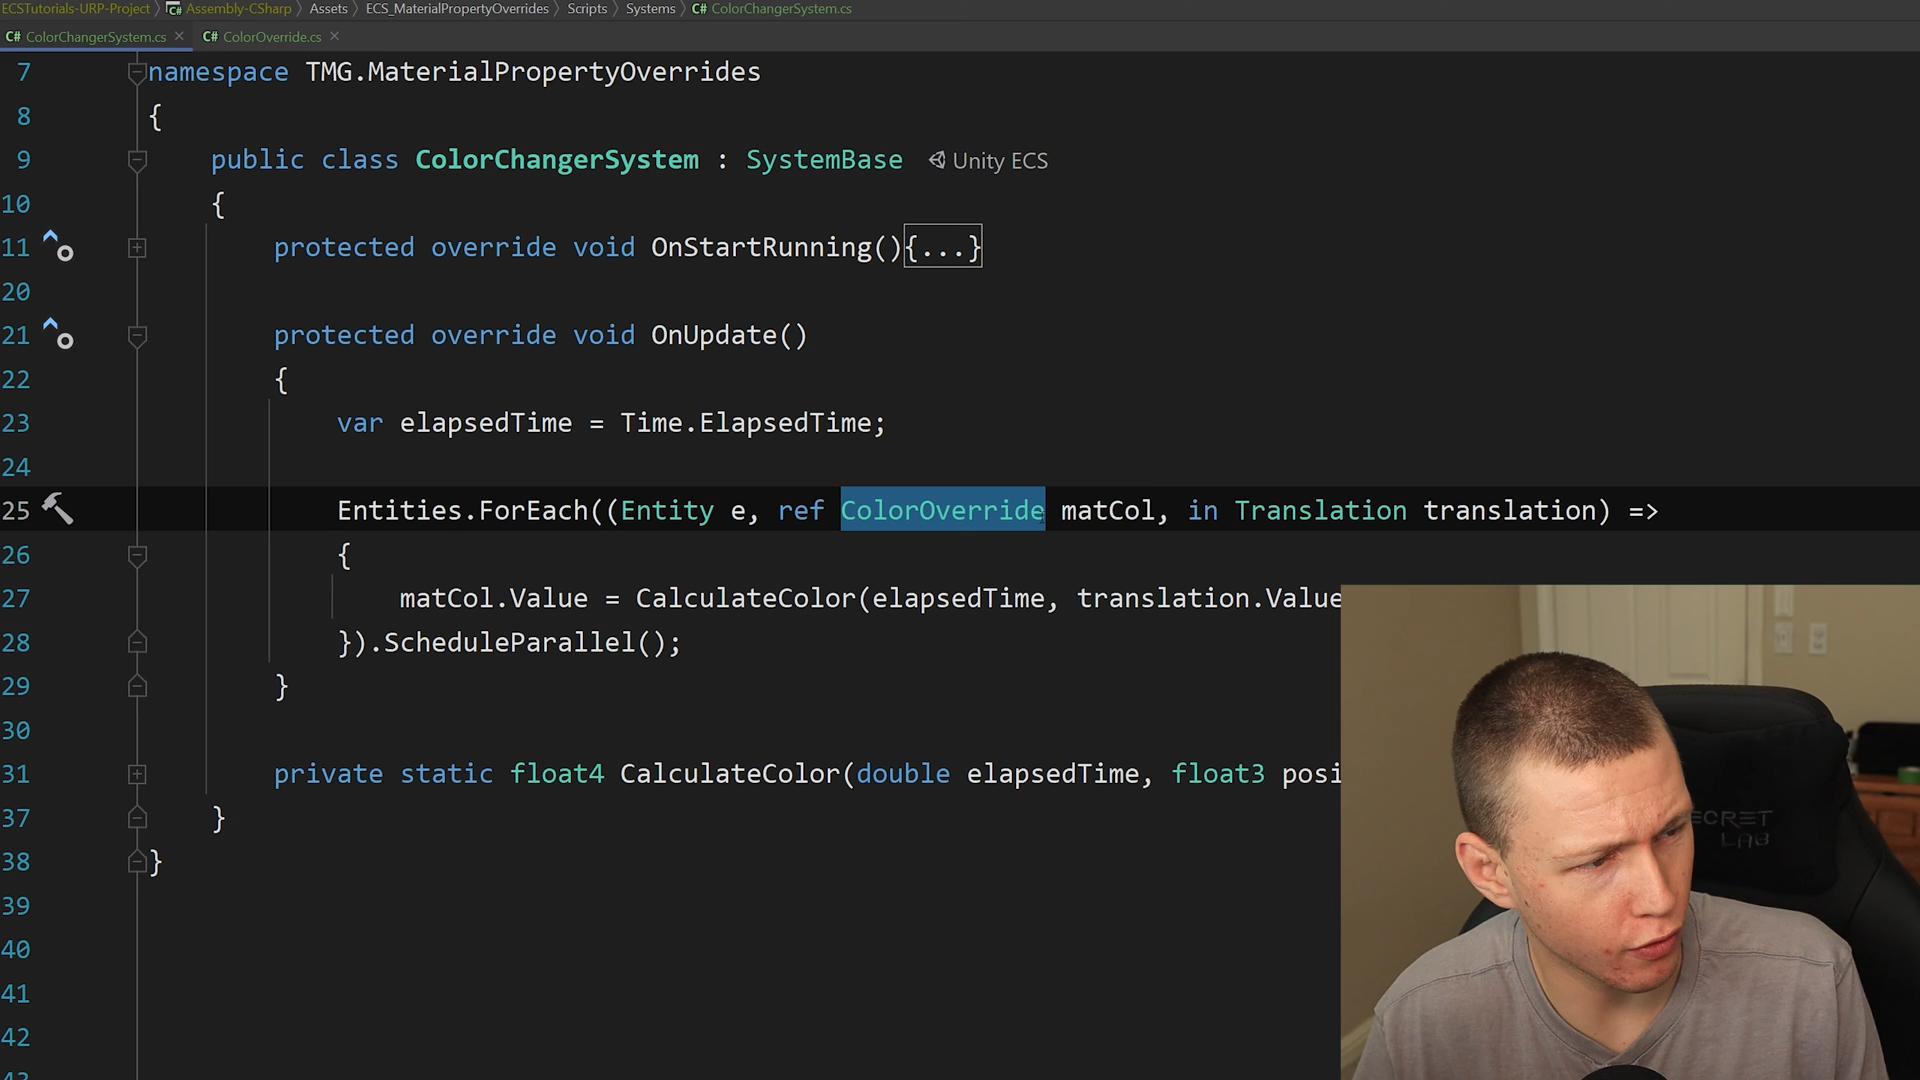 ECSTutorials-URP-Project Assembly-CSharp Assets ECS_MaterialPropertyOverrides Scripts Systems C# ColorChangerSystem.cs
C# ColorChangerSystem.cs C# ColorOverride.cs
7 namespace TMG.MaterialPropertyOverrides
8 {
9 public class ColorChangerSystem : SystemBase Unity ECS
10 {
11 protected override void OnStartRunning(){...}
20
21 protected override void OnUpdate()
22 {
23 var elapsedTime = Time.ElapsedTime;
24
25 Entities.ForEach((Entity e, ref ColorOverride matCol, in Translation translation) =>
26 {
27 matCol.Value = CalculateColor(elapsedTime, translation.Value
28 }).ScheduleParallel();
29 }
30
31 private static float4 CalculateColor(double elapsedTime, float3 posi
37 }
38 }
39
40
41
42
43
SECRET
LAB